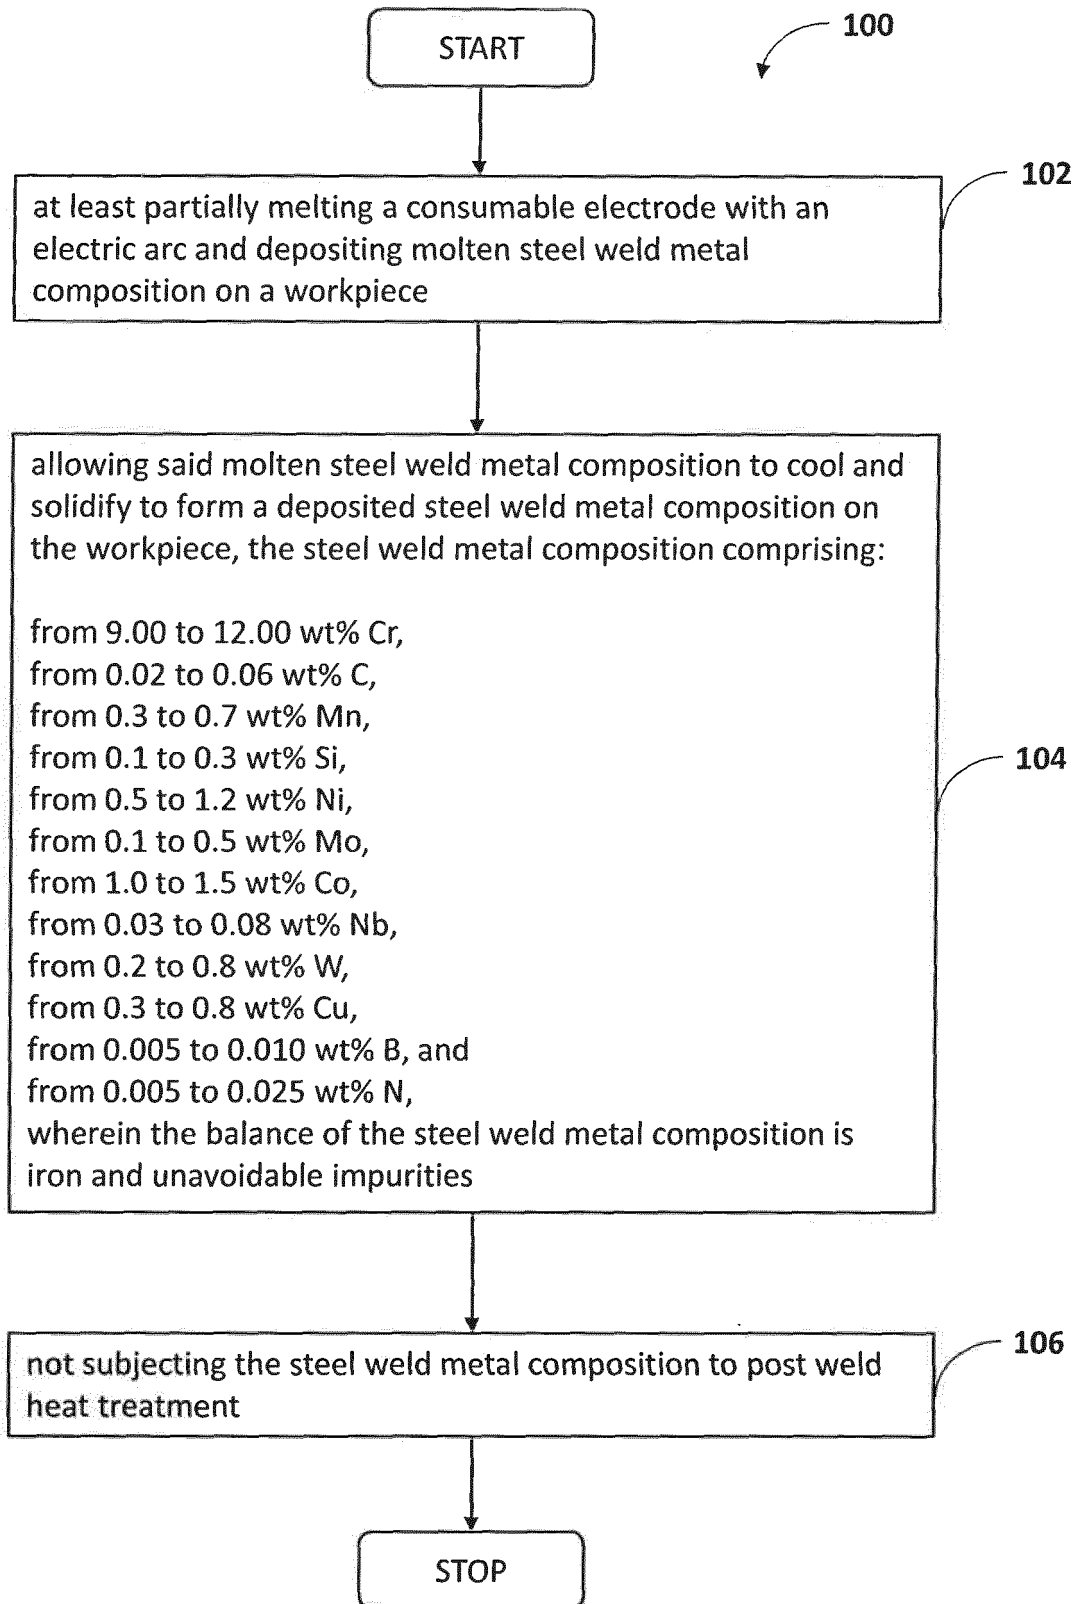 START
100
102
at least partially melting a consumable electrode with an
electric arc and depositing molten steel weld metal
composition on a workpiece
allowing said molten steel weld metal composition to cool and
solidify to form a deposited steel weld metal composition on
the workpiece, the steel weld metal composition comprising:
from 9.00 to 12.00 wt% Cr,
from 0.02 to 0.06 wt% C,
from 0.3 to 0.7 wt% Mn,
from 0.1 to 0.3 wt% Si,
from 0.5 to 1.2 wt% Ni,
from 0.1 to 0.5 wt% Mo,
from 1.0 to 1.5 wt% Co,
from 0.03 to 0.08 wt% Nb,
from 0.2 to 0.8 wt% W,
from 0.3 to 0.8 wt% Cu,
from 0.005 to 0.010 wt% B, and
from 0.005 to 0.025 wt% N,
wherein the balance of the steel weld metal composition is
iron and unavoidable impurities
104
not subjecting the steel weld metal composition to post weld
heat treatment
106
STOP